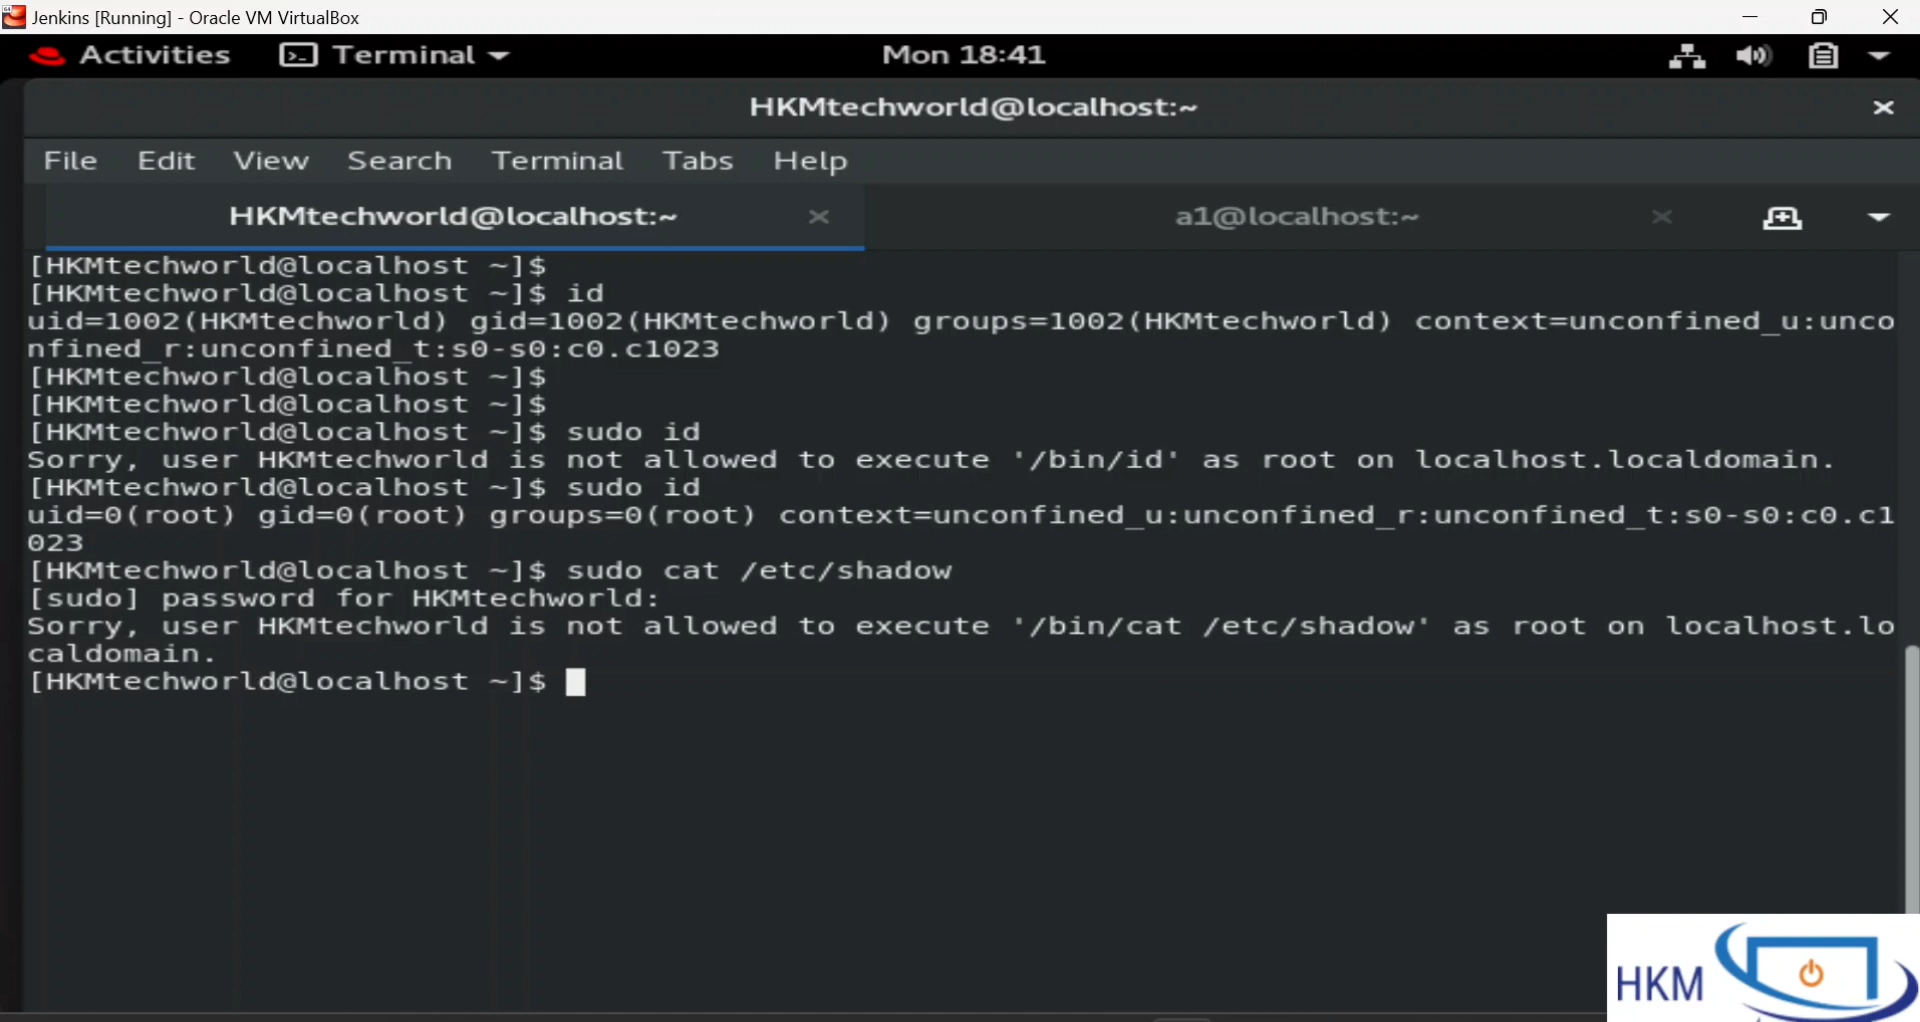 Jenkins [Running] - Oracle VM VirtualBox
Activities Terminal Mon 18:41
HKMtechworld@localhost:~
File Edit View Search Terminal Tabs Help
HKMtechworld@localhost:~ a1@localhost:~
[HKMtechworld@localhost ~]$
[HKMtechworld@localhost ~]$ id
uid=1002(HKMtechworld) gid=1002(HKMtechworld) groups=1002(HKMtechworld) context=unconfined_u:unco
nfined_r:unconfined_t:s0-s0:c0.c1023
[HKMtechworld@localhost ~]$
[HKMtechworld@localhost ~]$
[HKMtechworld@localhost ~]$ sudo id
Sorry, user HKMtechworld is not allowed to execute '/bin/id' as root on localhost.localdomain.
[HKMtechworld@localhost ~]$ sudo id
uid=0(root) gid=0(root) groups=0(root) context=unconfined_u:unconfined_r:unconfined_t:s0-s0:c0.c1
023
[HKMtechworld@localhost ~]$ sudo cat /etc/shadow
[sudo] password for HKMtechworld:
Sorry, user HKMtechworld is not allowed to execute '/bin/cat /etc/shadow' as root on localhost.lo
caldomain.
[HKMtechworld@localhost ~]$
HKM